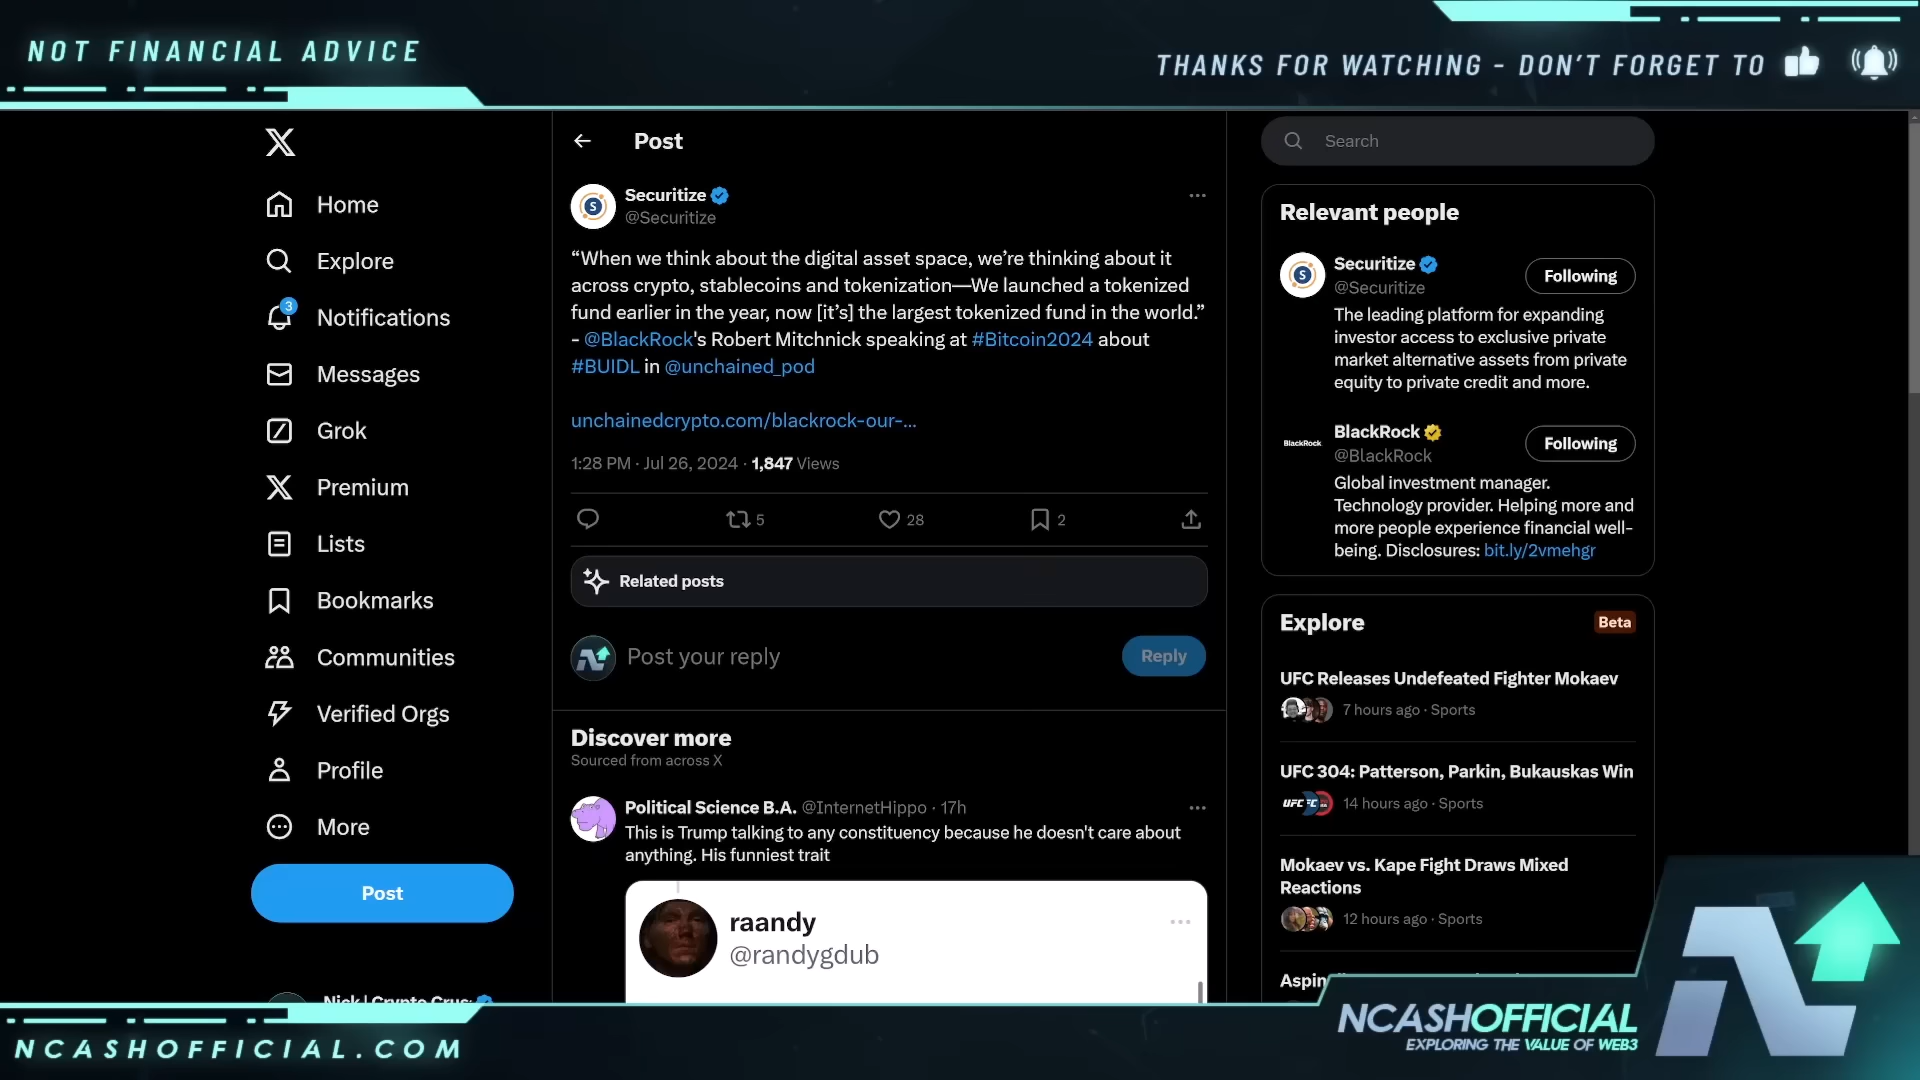 NOT FINANCIAL ADVICE
THANKS FOR WATCHING - DON'T FORGET TO
Home
Explore
3
Notifications
Messages
Grok
Premium
Lists
Bookmarks
Communities
Verified Orgs
Profile
More
Post
Post
Securitize
@Securitize
“When we think about the digital asset space, we’re thinking about it
across crypto, stablecoins and tokenization—We launched a tokenized
fund earlier in the year, now [it’s] the largest tokenized fund in the world.”
- @BlackRock's Robert Mitchnick speaking at #Bitcoin2024 about
#BUIDL in @unchained_pod
unchainedcrypto.com/blackrock-our-...
1:28 PM · Jul 26, 2024 · 1,847 Views
5 28 2
Related posts
Post your reply
Reply
Discover more
Sourced from across X
Political Science B.A. @InternetHippo · 17h
This is Trump talking to any constituency because he doesn't care about
anything. His funniest trait
raandy
@randygdub
Search
Relevant people
Securitize
@Securitize
Following
The leading platform for expanding
investor access to exclusive private
market alternative assets from private
equity to private credit and more.
BlackRock
BlackRock
@BlackRock
Following
Global investment manager.
Technology provider. Helping more and
more people experience financial well-
being. Disclosures: bit.ly/2vmehgr
Explore
Beta
UFC Releases Undefeated Fighter Mokaev
7 hours ago · Sports
UFC 304: Patterson, Parkin, Bukauskas Win
14 hours ago · Sports
Mokaev vs. Kape Fight Draws Mixed
Reactions
12 hours ago · Sports
NCASHOFFICIAL.COM
NCASHOFFICIAL
EXPLORING THE VALUE OF WEB3